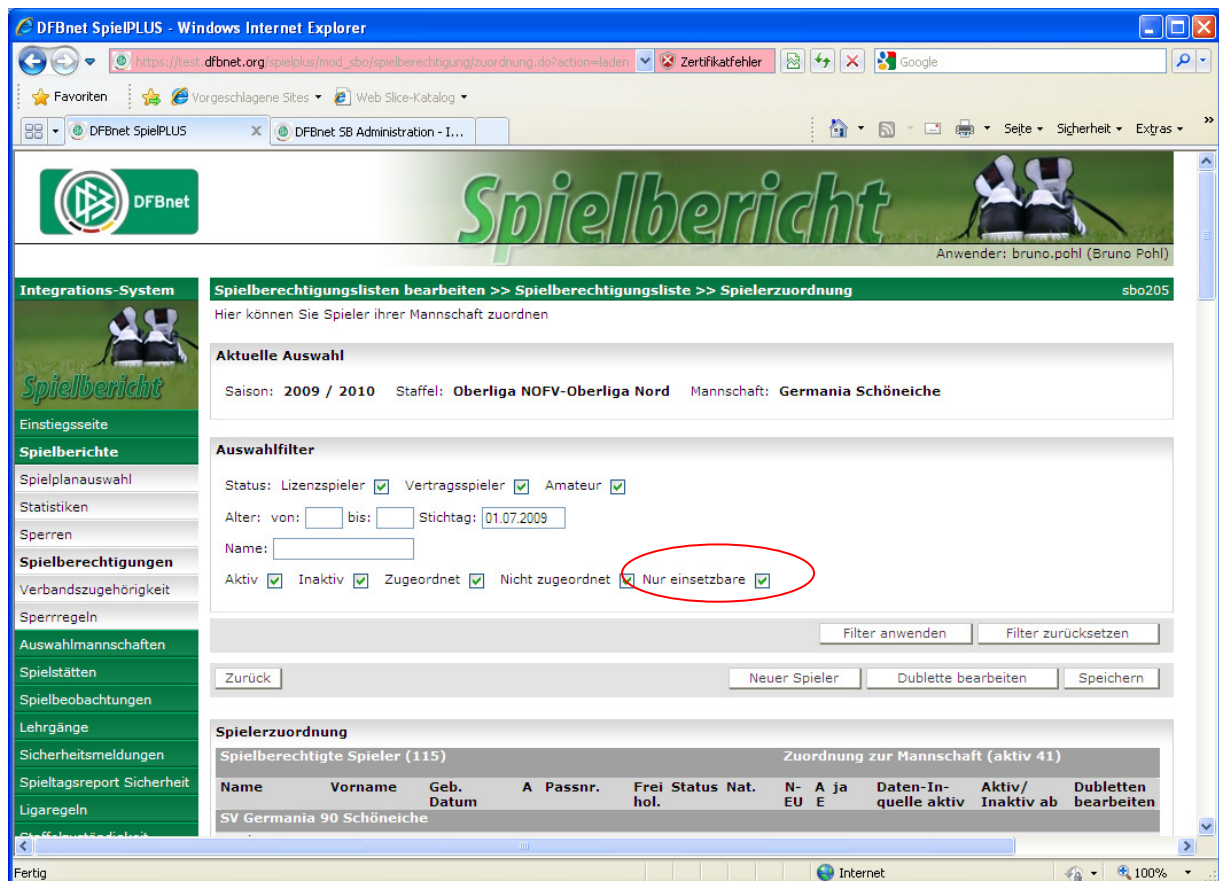 DFBnet SpielPLUS - Windows Internet Explorer
https://test.dfbnet.org/spielplus/mod_sbo/spielberechtigung/zuordnung.do?action=laden Zertifikatfehler Google
Favoriten Vorgeschlagene Sites Web Slice-Katalog
DFBnet SpielPLUS X DFBnet SB Administration - I... Seite Sicherheit Extras »
DFBnet
Spielbericht
Anwender: bruno.pohl (Bruno Pohl)
Integrations-System
Spielbericht
Einstiegsseite
Spielberichte
Spielplanauswahl
Statistiken
Sperren
Spielberechtigungen
Verbandszugehörigkeit
Sperrregeln
Auswahlmannschaften
Spielstätten
Spielbeobachtungen
Lehrgänge
Sicherheitsmeldungen
Spieltagsreport Sicherheit
Ligaregeln
Spielberechtigungslisten bearbeiten >> Spielberechtigungsliste >> Spielerzuordnung sbo205
Hier können Sie Spieler ihrer Mannschaft zuordnen
Aktuelle Auswahl
Saison: 2009 / 2010 Staffel: Oberliga NOFV-Oberliga Nord Mannschaft: Germania Schöneiche
Auswahlfilter
Status: Lizenzspieler Vertragsspieler Amateur
Alter: von: bis: Stichtag: 01.07.2009
Name:
Aktiv Inaktiv Zugeordnet Nicht zugeordnet Nur einsetzbare
Filter anwenden Filter zurücksetzen
Zurück Neuer Spieler Dublette bearbeiten Speichern
Spielerzuordnung
Spielberechtigte Spieler (115) Zuordnung zur Mannschaft (aktiv 41)
Name Vorname Geb. A Passnr. Frei Status Nat. N- A ja Daten-In- Aktiv/ Dubletten
Datum hol. EU E quelle aktiv Inaktiv ab bearbeiten
SV Germania 90 Schöneiche
Fertig Internet 100%